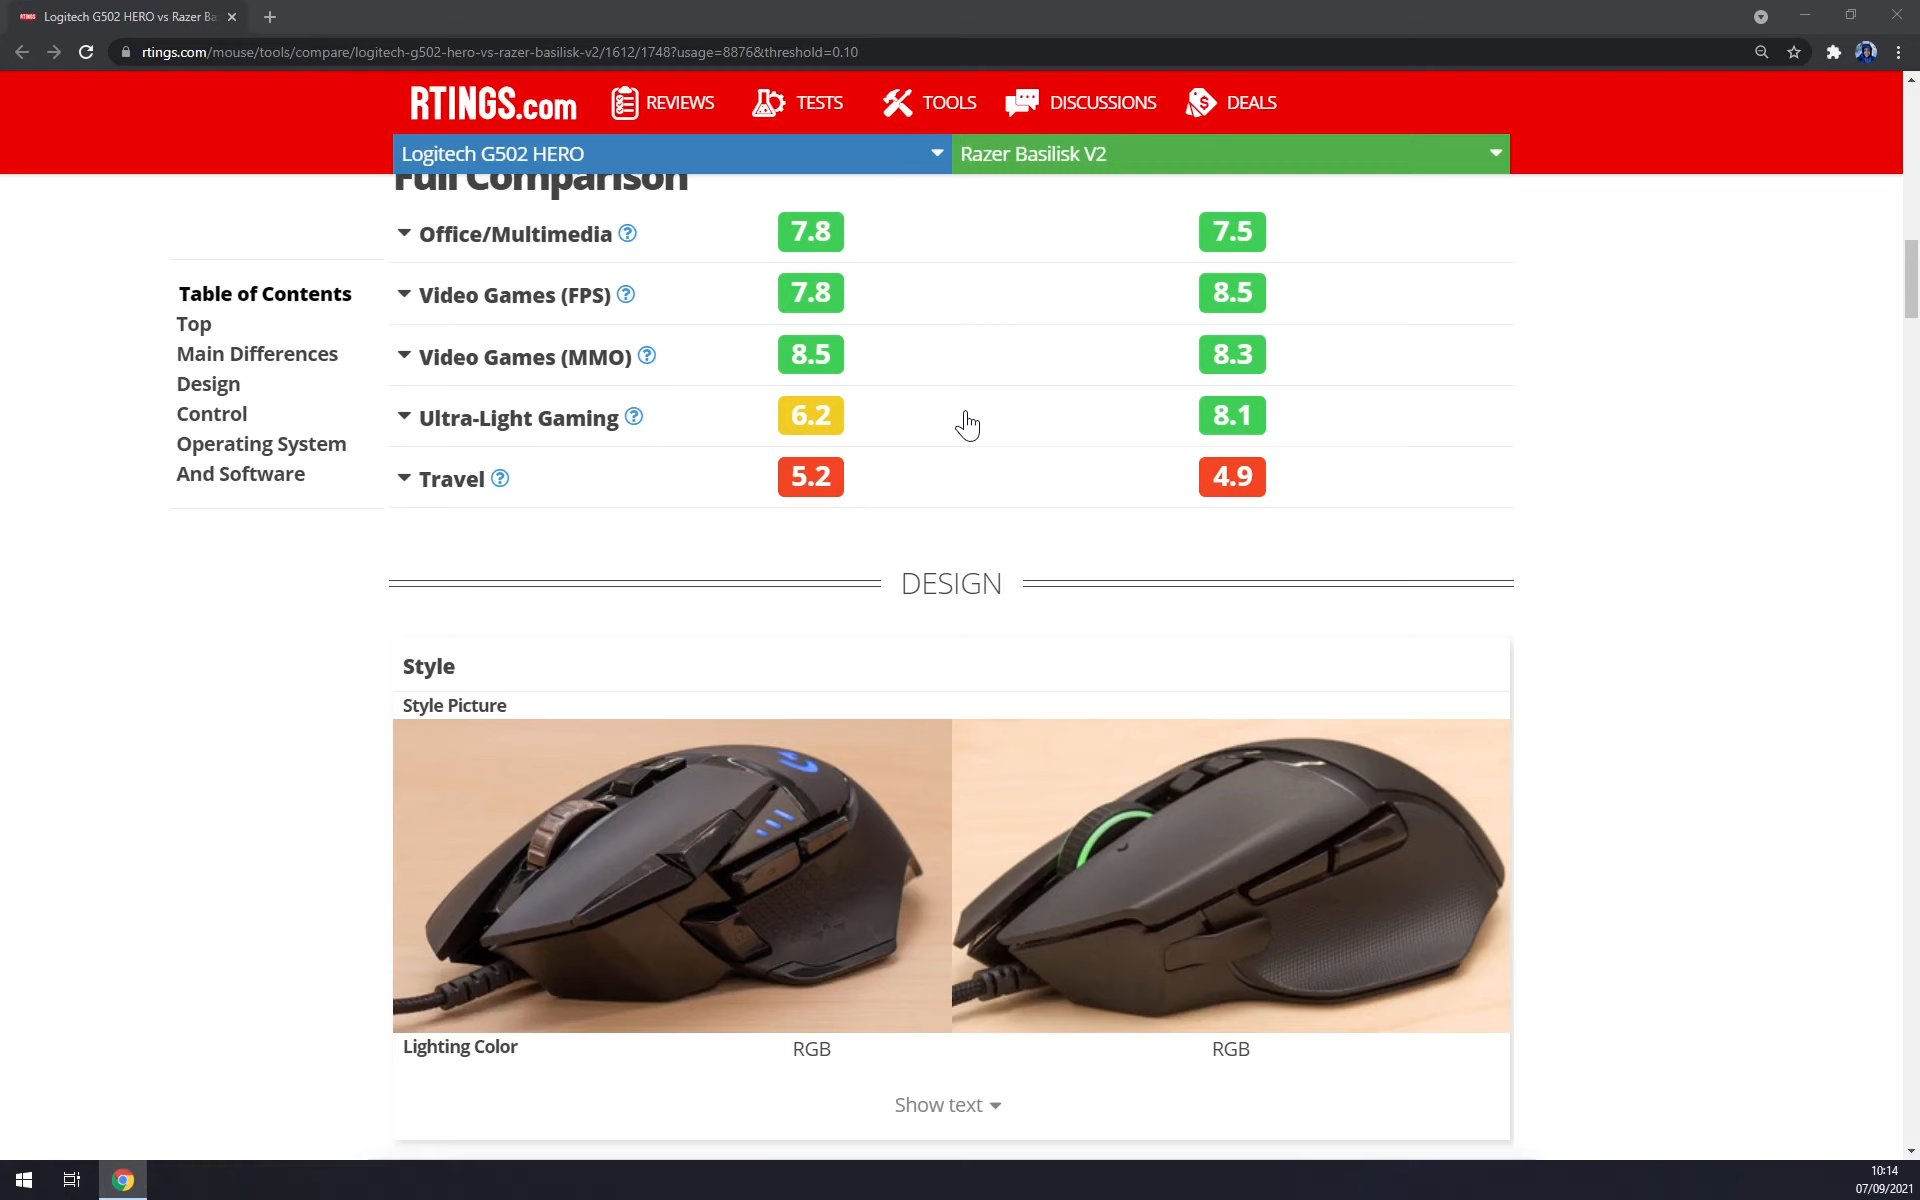 Logitech G502 HERO vs Razer Ba
rtings.com/mouse/tools/compare/logitech-g502-hero-vs-razer-basilisk-v2/1612/1748?usage=8876&threshold=0.10
RTINGS.com REVIEWS TESTS TOOLS DISCUSSIONS DEALS
Logitech G502 HERO Razer Basilisk V2
Full Comparison
Office/Multimedia ? 7.8 7.5
Video Games (FPS) ? 7.8 8.5
Video Games (MMO) ? 8.5 8.3
Ultra-Light Gaming ? 6.2 8.1
Travel ? 5.2 4.9
Table of Contents
Top
Main Differences
Design
Control
Operating System
And Software
DESIGN
Style
Style Picture
Lighting Color RGB RGB
Show text
10:14
07/09/2021